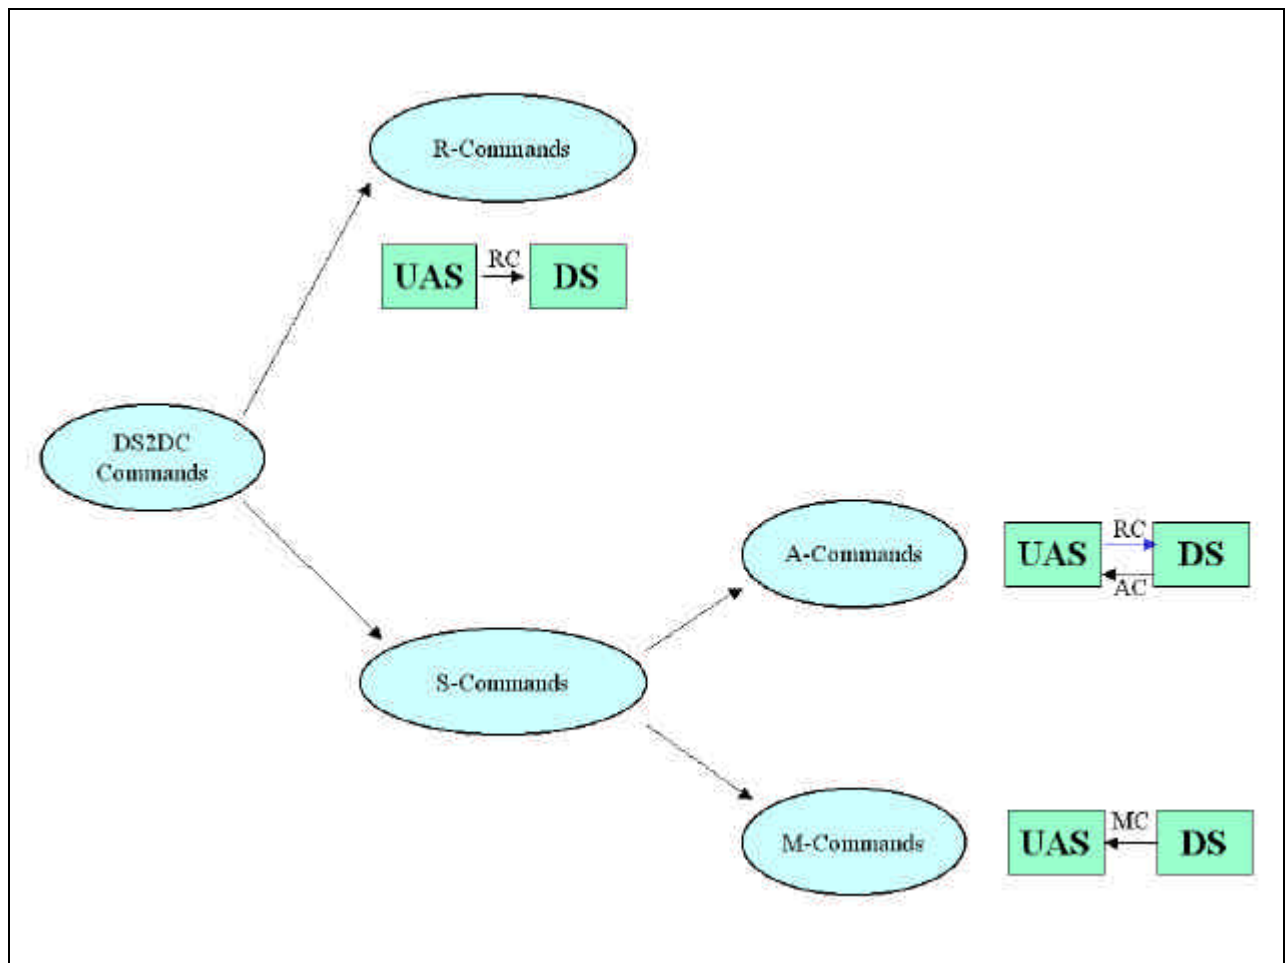 R-Commands
RC
UAS
DS
DS2DC
Commands
A-Commands
RC
UAS
DS
AC
S-Commands
M-Commands
MC
UAS
DS